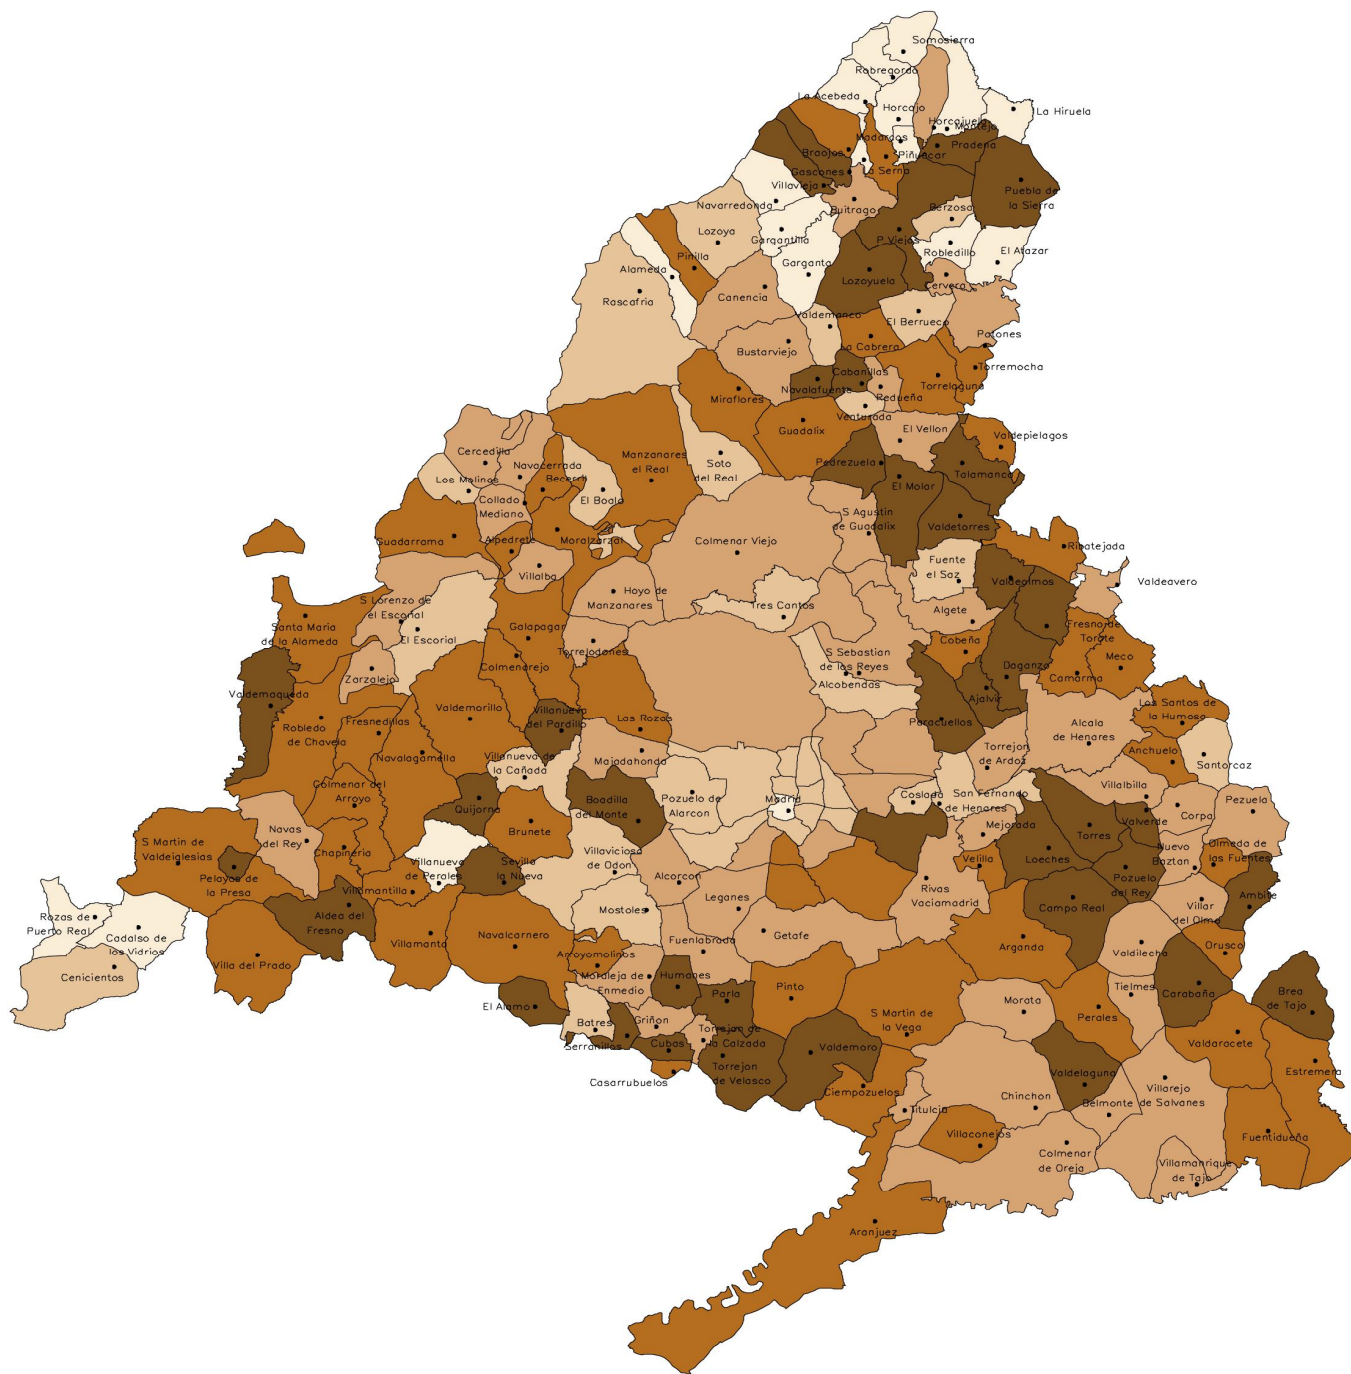 Somosierra
Robregordo
La Acebeda
La Hiruela
Horcajo
Horcajuela
Montejo
Madarcos
Pradena
Braojos
Piñuecar
La Serna
Gascones
Villavieja
Puebla de
la Sierra
Buitrago
Navarredonda
Berzosa
Lozoya
Gargantilla
P Viejas
Robledillo
El Atazar
Pinilla
Garganta
Alameda
Lozoyuela
Cervera
Rascafria
Canencia
Valdemanco
El Berrueco
Patones
La Cabrera
Bustarviejo
Torremocha
Cabanillas
Navalafuente
Torrelaguna
Miraflores
Redueña
Venturada
Guadalix
El Vellon
Valdepielagos
Cercedilla
Manzanares
el Real
Soto
del Real
Pedrezuela
Talamanca
Navacerrada
Becerril
Los Molinos
El Boalo
El Molar
Collado
Mediano
S Agustin
de Guadalix
Valdetorres
Guadarrama
Alpedrete
Moralzarzal
Colmenar Viejo
Ribatejada
Fuente
el Saz
Valdeolmos
Valdeavero
Villalba
Hoyo de
Manzanares
S Lorenzo de
el Escorial
Tres Cantos
Algete
Santa Maria
de la Alameda
El Escorial
Galapagar
Fresno de
Torote
Cobeña
Torrelodones
S Sebastian
de los Reyes
Colmenarejo
Meco
Zarzalejo
Daganzo
Camarma
Alcobendas
Ajalvir
Valdemaqueda
Los Santos de
la Humosa
Valdemorillo
Villanueva
del Pardillo
Paracuellos
Robledo
de Chavela
Fresnedillas
Las Rozas
Alcala
de Henares
Navalagamella
Majadahonda
Torrejon
de Ardoz
Anchuelo
Santorcaz
Villanueva de
la Cañada
Colmenar del
Arroyo
Villalbilla
Boadilla
del Monte
Pozuelo de
Alarcon
Madrid
Coslada
San Fernando
de Henares
Quijorna
Pezuela
Corpa
Brunete
Mejorada
Torres
Valverde
Navas
del Rey
S Martin de
Valdeiglesias
Chapineria
Loeches
Nuevo
Baztan
Olmeda de
las Fuentes
Villanueva
de Perales
Sevilla
la Nueva
Villaviciosa
de Odon
Velilla
Pozuelo
del Rey
Pelayos de
la Presa
Villamantilla
Alcorcon
Rivas
Vaciamadrid
Leganes
Campo Real
Villar
del Olmo
Ambite
Rozas de
Puerto Real
Aldea del
Fresno
Mostoles
Cadalso de
los Vidrios
Villamanta
Navalcarnero
Getafe
Arganda
Valdilecha
Orusco
Fuenlabrada
Arroyomolinos
Villa del Prado
Cenicientos
Moraleja de
Enmedio
Humanes
Carabaña
Brea
de Tajo
Pinto
Parla
Tielmes
El Alamo
Morata
Perales
Batres
Griñon
S Martin de
la Vega
Torrejon de
la Calzada
Valdaracete
Serranillos
Cubas
Valdemoro
Torrejon
de Velasco
Estremera
Casarrubuelos
Valdelaguna
Villarejo
de Salvanes
Ciempozuelos
Chinchon
Belmonte
Titulcia
Villaconejos
Fuentidueña
Colmenar
de Oreja
Villamanrique
de Tajo
Aranjuez